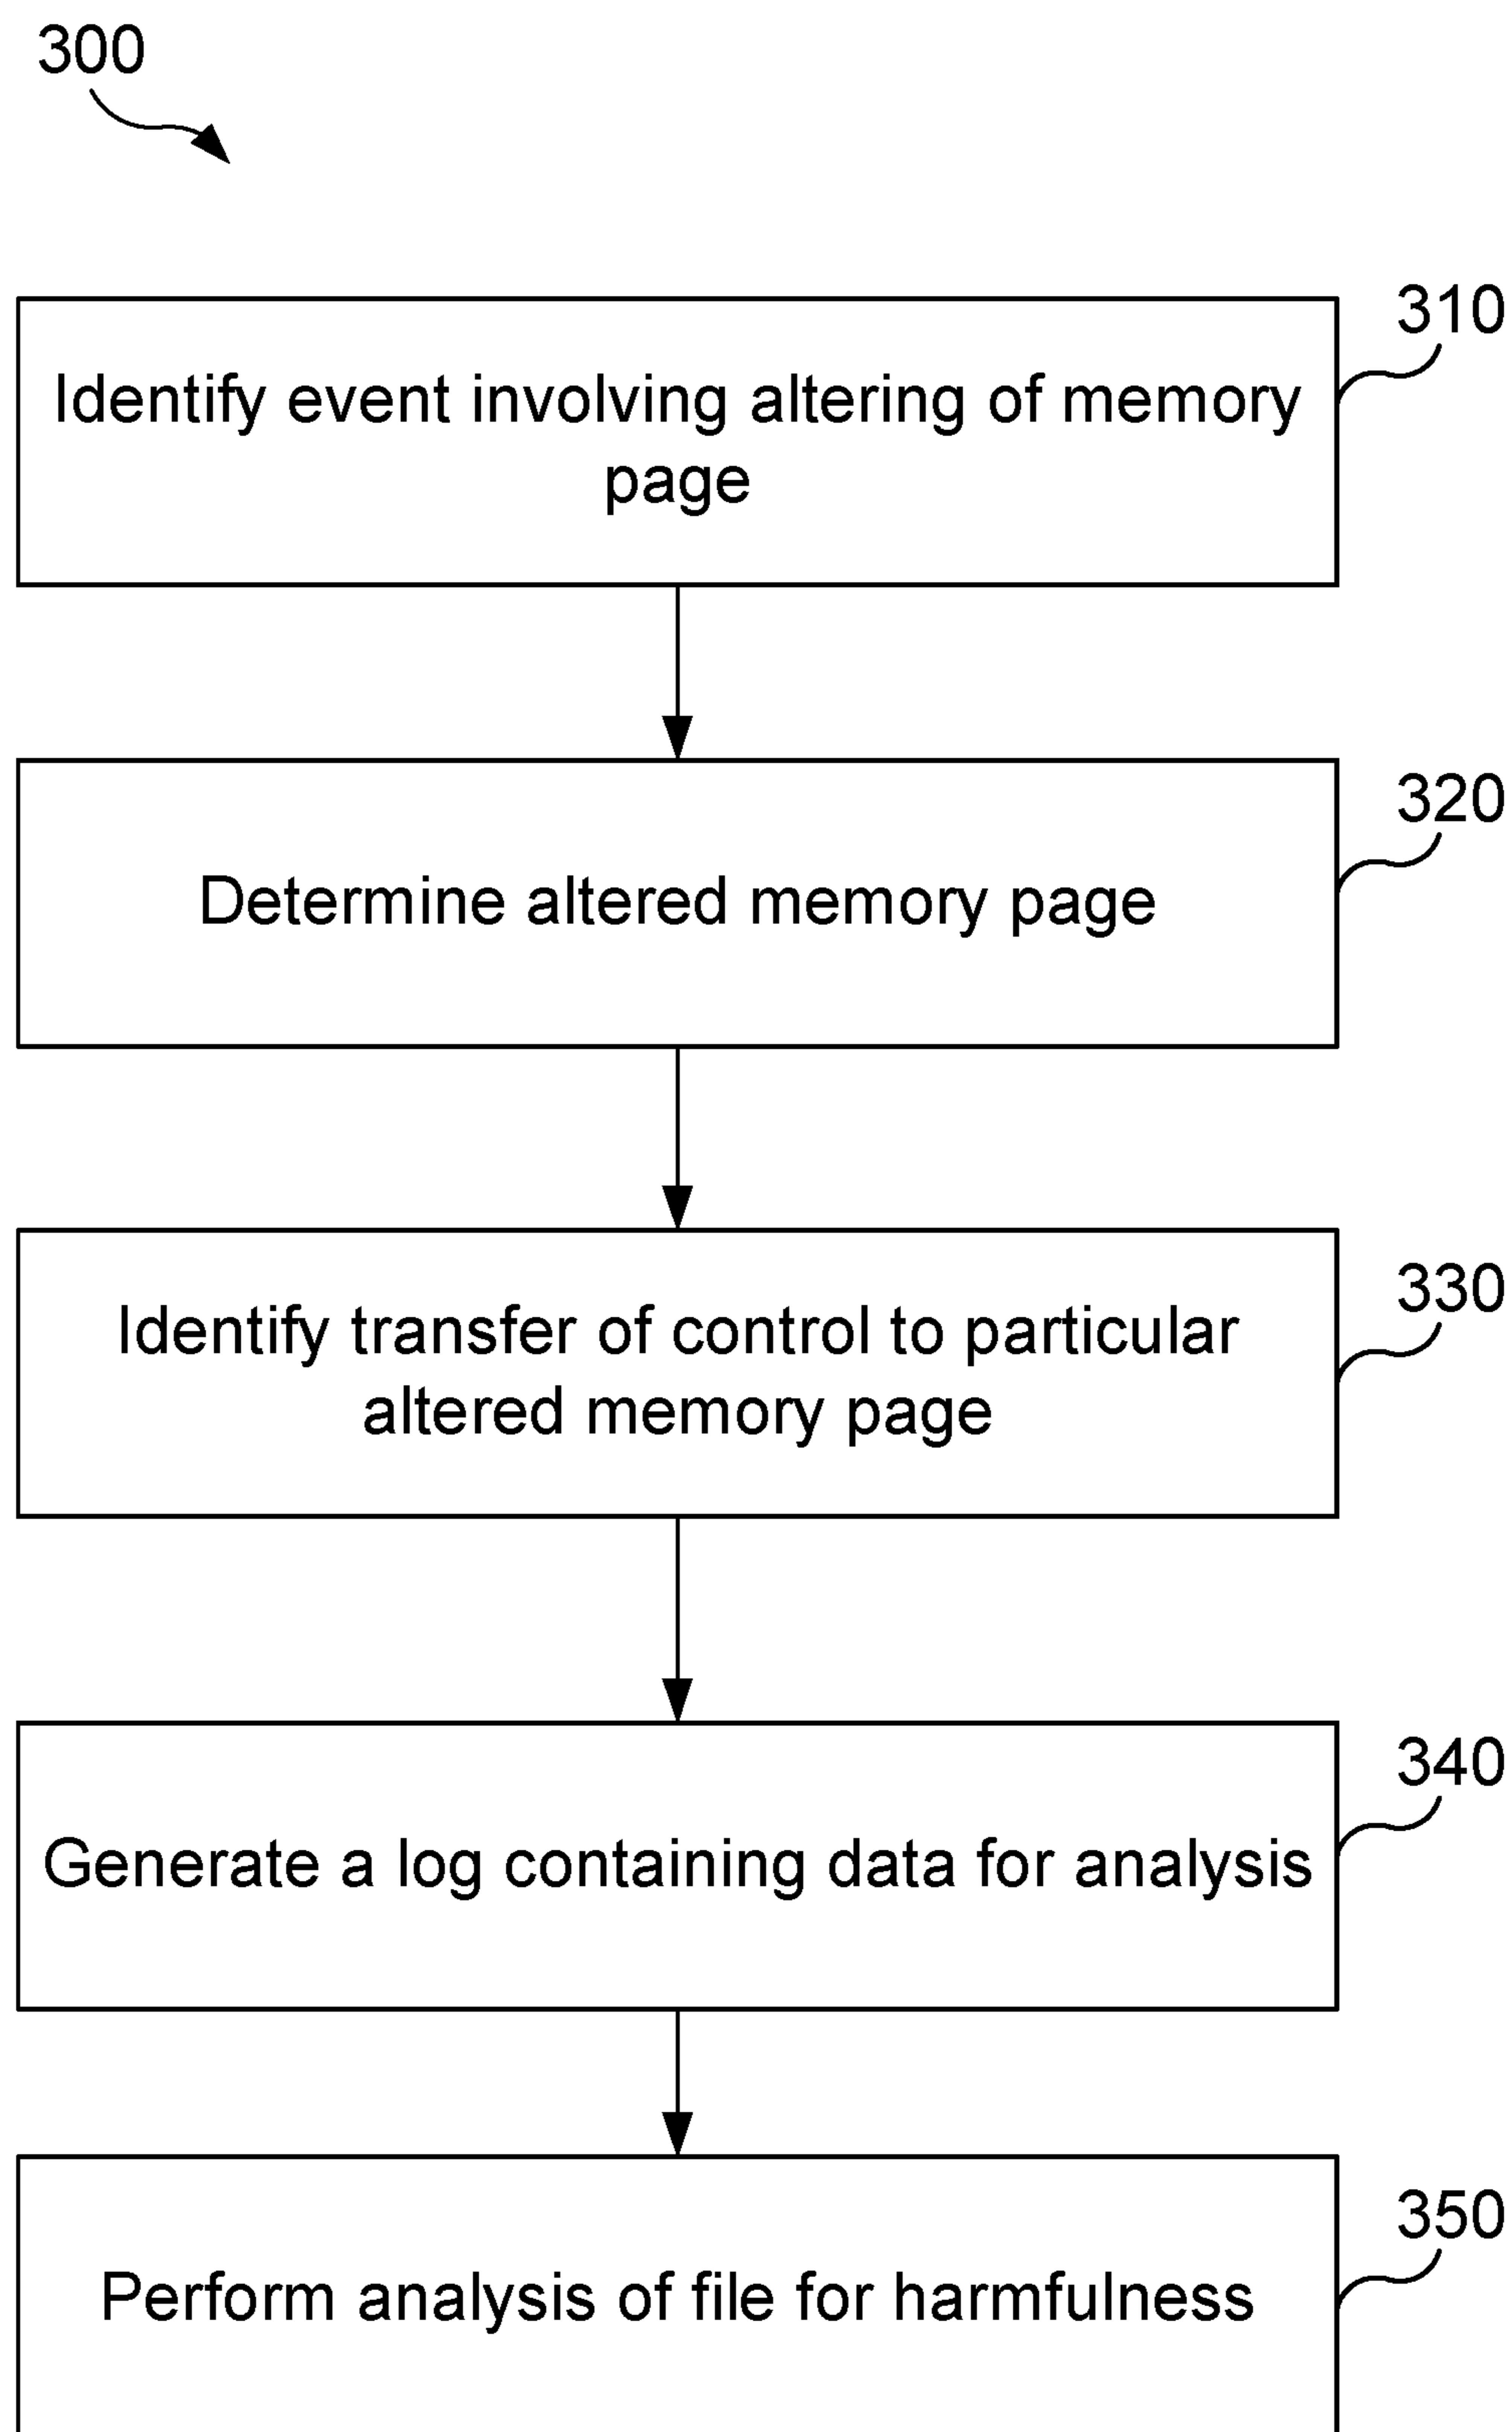 300
310
Identify event involving altering of memory
page
320
Determine altered memory page
330
Identify transfer of control to particular
altered memory page
340
Generate a log containing data for analysis
350
Perform analysis of file for harmfulness